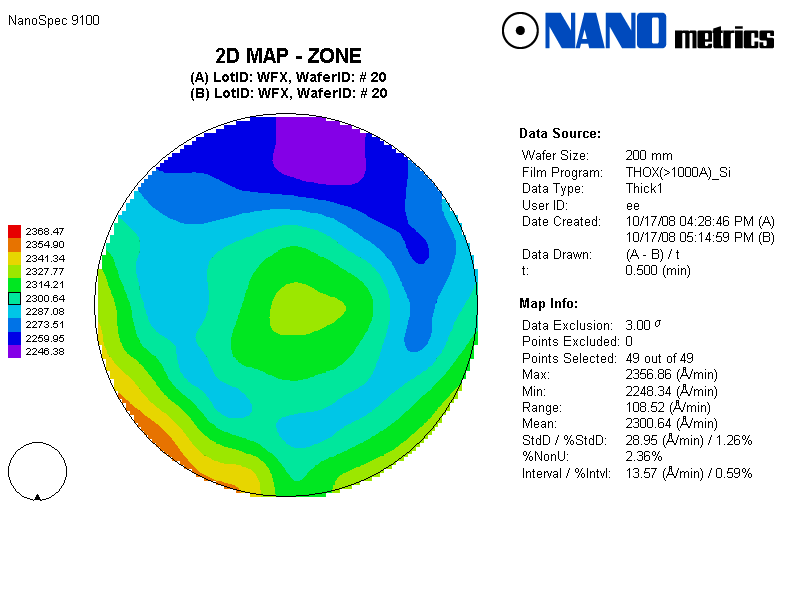 NanoSpec 9100
NANO metrics
2D MAP - ZONE
(A) LotID: WFX, WaferID: # 20
(B) LotID: WFX, WaferID: # 20
2368.47
2354.90
2341.34
2327.77
2314.21
2300.64
2287.08
2273.51
2259.95
2246.38
Data Source:
Wafer Size: 200 mm
Film Program: THOX(>1000A)_Si
Data Type: Thick1
User ID: ee
Date Created: 10/17/08 04:28:46 PM (A)
10/17/08 05:14:59 PM (B)
Data Drawn: (A - B) / t
t: 0.500 (min)
Map Info:
Data Exclusion: 3.00 σ
Points Excluded: 0
Points Selected: 49 out of 49
Max: 2356.86 (Å/min)
Min: 2248.34 (Å/min)
Range: 108.52 (Å/min)
Mean: 2300.64 (Å/min)
StdD / %StdD: 28.95 (Å/min) / 1.26%
%NonU: 2.36%
Interval / %Intvl: 13.57 (Å/min) / 0.59%